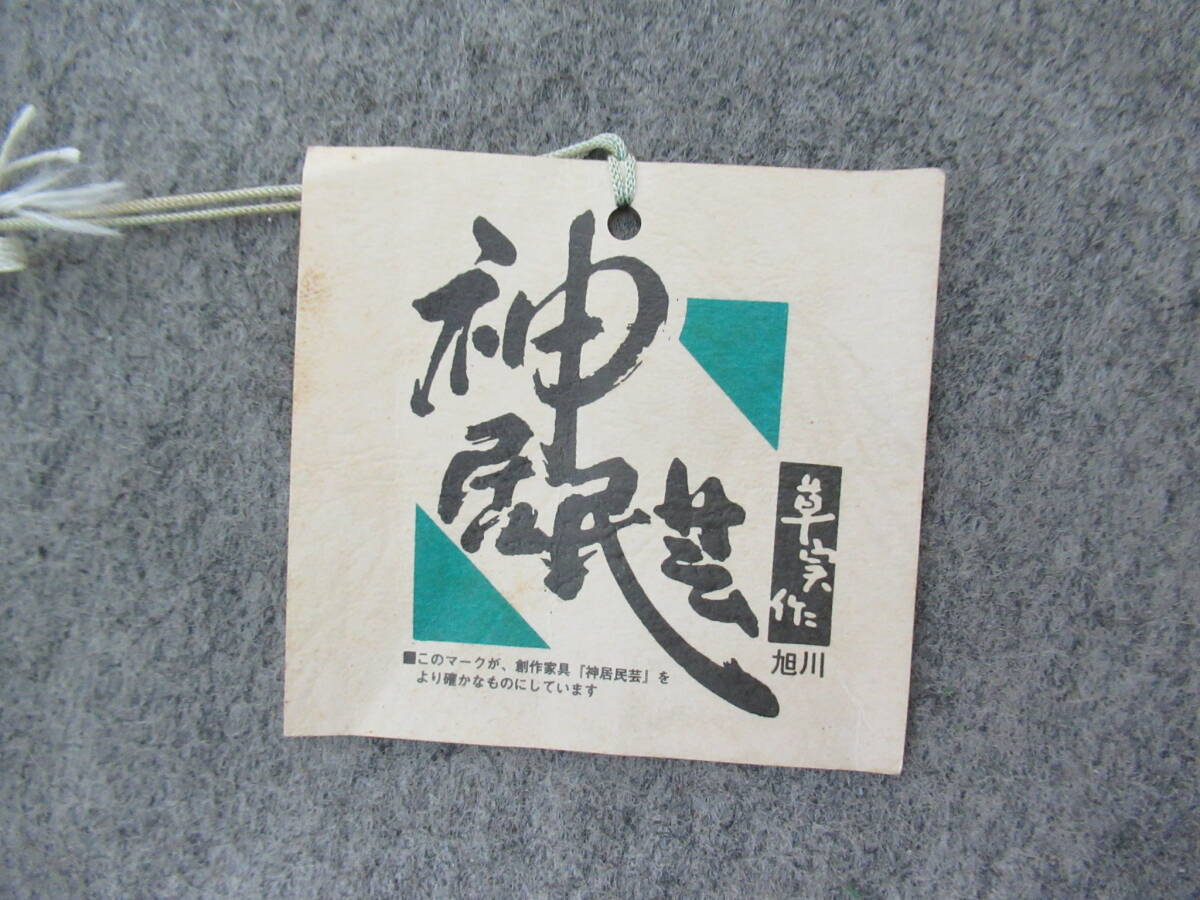 神居民芸
草実作
旭川
■このマークが、創作家具『神居民芸』を
より確かなものにしています